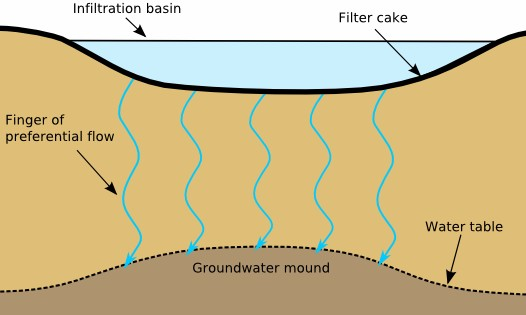 Infiltration basin
Filter cake
Finger of
preferential flow
Water table
Groundwater mound